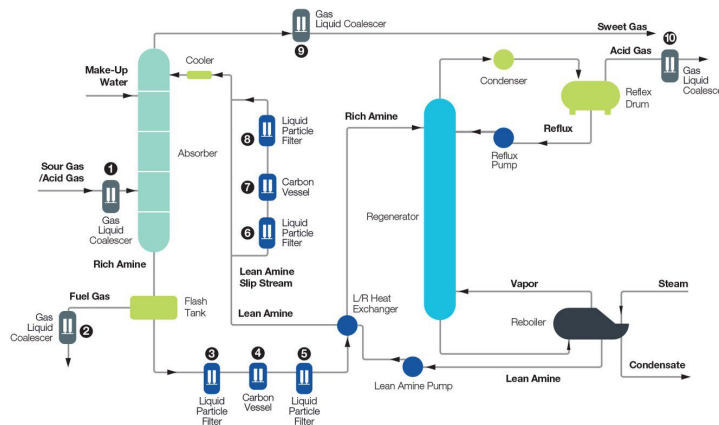 Gas
Liquid
Coalescer
9
Sweet Gas
Acid Gas
10
Gas
Liquid
Coalescer
Cooler
Condenser
Reflex
Drum
Make-Up
Water
Liquid
Particle
Filter
8
Rich Amine
Reflux
Reflux
Pump
Absorber
Sour Gas
/Acid Gas
1
Gas
Liquid
Coalescer
7
Carbon
Vessel
Regenerator
6
Liquid
Particle
Filter
Rich Amine
Lean Amine
Slip Stream
Fuel Gas
Flash
Tank
Lean Amine
L/R Heat
Exchanger
Vapor
Steam
Reboiler
Gas
Liquid
Coalescer
2
3
4
5
Liquid
Particle
Filter
Carbon
Vessel
Liquid
Particle
Filter
Lean Amine Pump
Lean Amine
Condensate